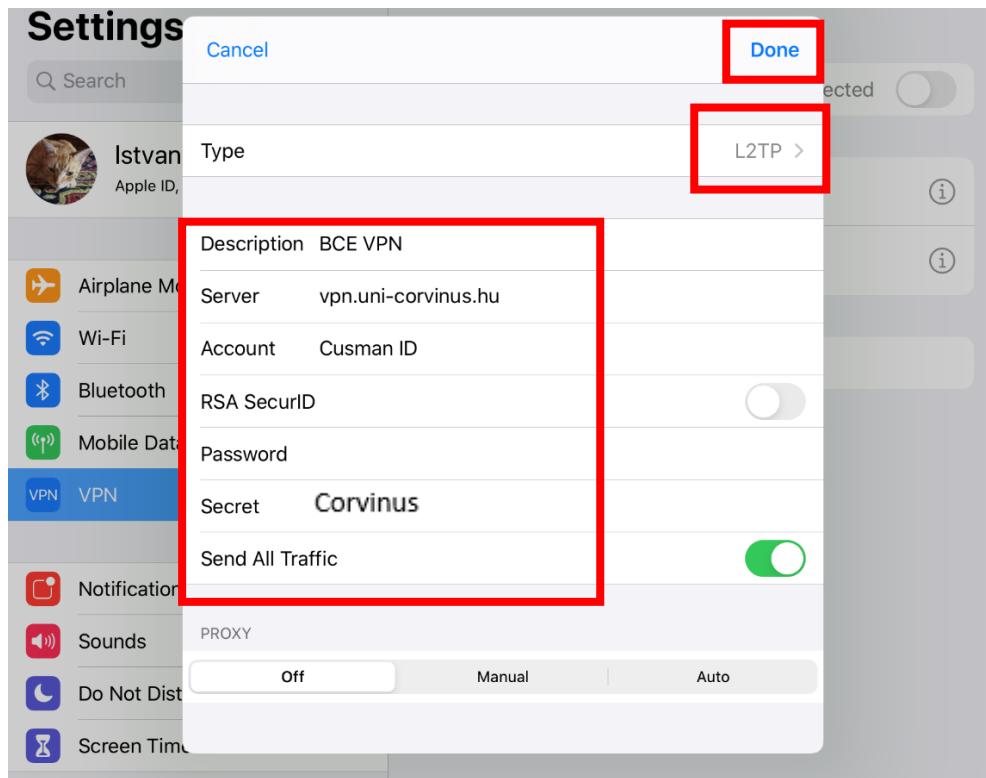 Settings
Search
Istvan
Apple ID,
Airplane Mo
Wi-Fi
Bluetooth
Mobile Data
VPN VPN
Notification
Sounds
Do Not Dist
Screen Time
ected
Cancel Done
Type L2TP
Description BCE VPN
Server vpn.uni-corvinus.hu
Account Cusman ID
RSA SecurID
Password
Secret Corvinus
Send All Traffic
PROXY
Off Manual Auto